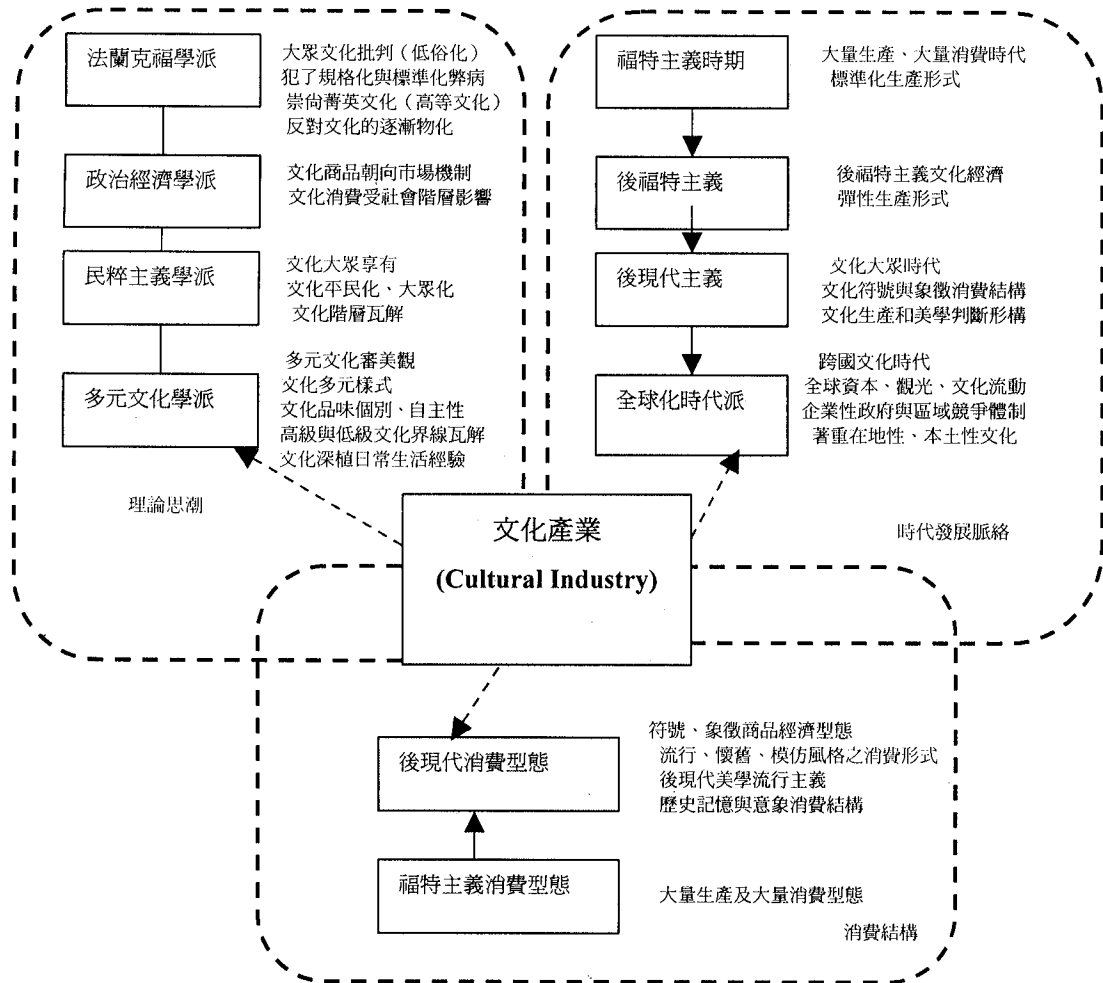 法蘭克福學派
大眾文化批判（低俗化）
犯了規格化與標準化弊病
崇尚菁英文化（高等文化）
反對文化的逐漸物化
政治經濟學派
文化商品朝向市場機制
文化消費受社會階層影響
民粹主義學派
文化大眾享有
文化平民化、大眾化
文化階層瓦解
多元文化學派
多元文化審美觀
文化多元樣式
文化品味個別、自主性
高級與低級文化界線瓦解
文化深植日常生活經驗
理論思潮
福特主義時期
大量生產、大量消費時代
標準化生產形式
後福特主義
後福特主義文化經濟
彈性生產形式
後現代主義
文化大眾時代
文化符號與象徵消費結構
文化生產和美學判斷形構
全球化時代派
跨國文化時代
全球資本、觀光、文化流動
企業性政府與區域競爭體制
著重在地性、本土性文化
時代發展脈絡
文化產業
(Cultural Industry)
後現代消費型態
符號、象徵商品經濟型態
流行、懷舊、模仿風格之消費形式
後現代美學流行主義
歷史記憶與意象消費結構
福特主義消費型態
大量生產及大量消費型態
消費結構